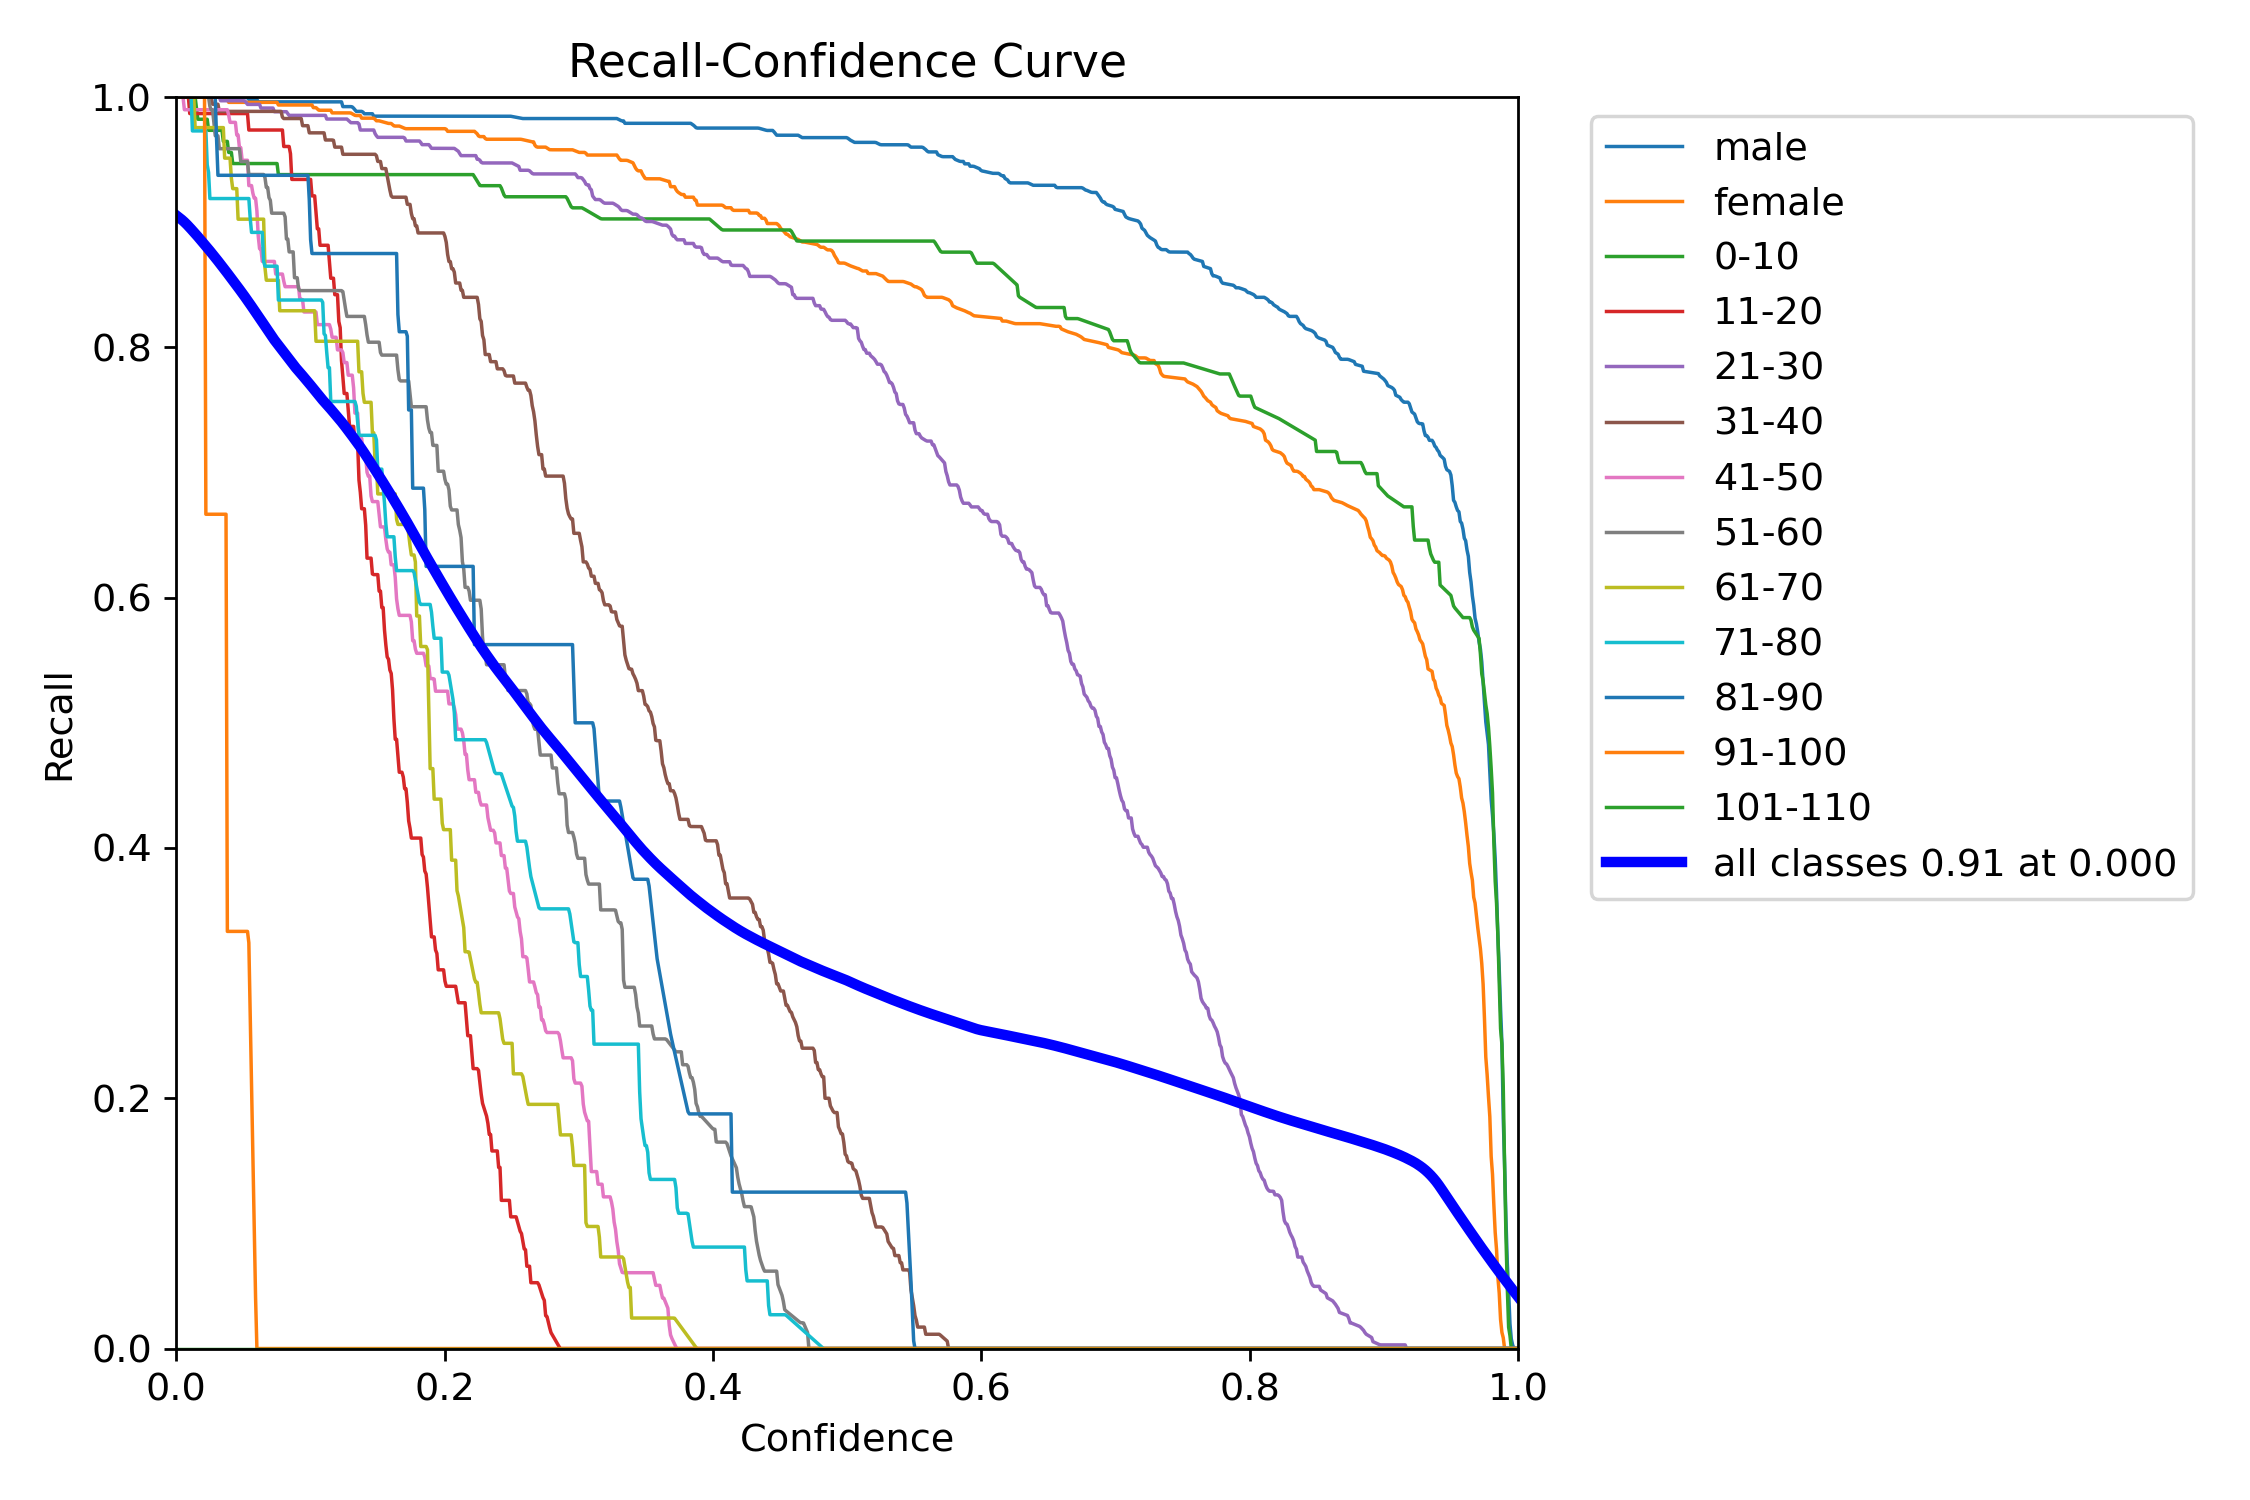 Recall-Confidence Curve
1.0
0.8
0.6
0.4
0.2
0.0
Recall
0.0 0.2 0.4 0.6 0.8 1.0
Confidence
male
female
0-10
11-20
21-30
31-40
41-50
51-60
61-70
71-80
81-90
91-100
101-110
all classes 0.91 at 0.000